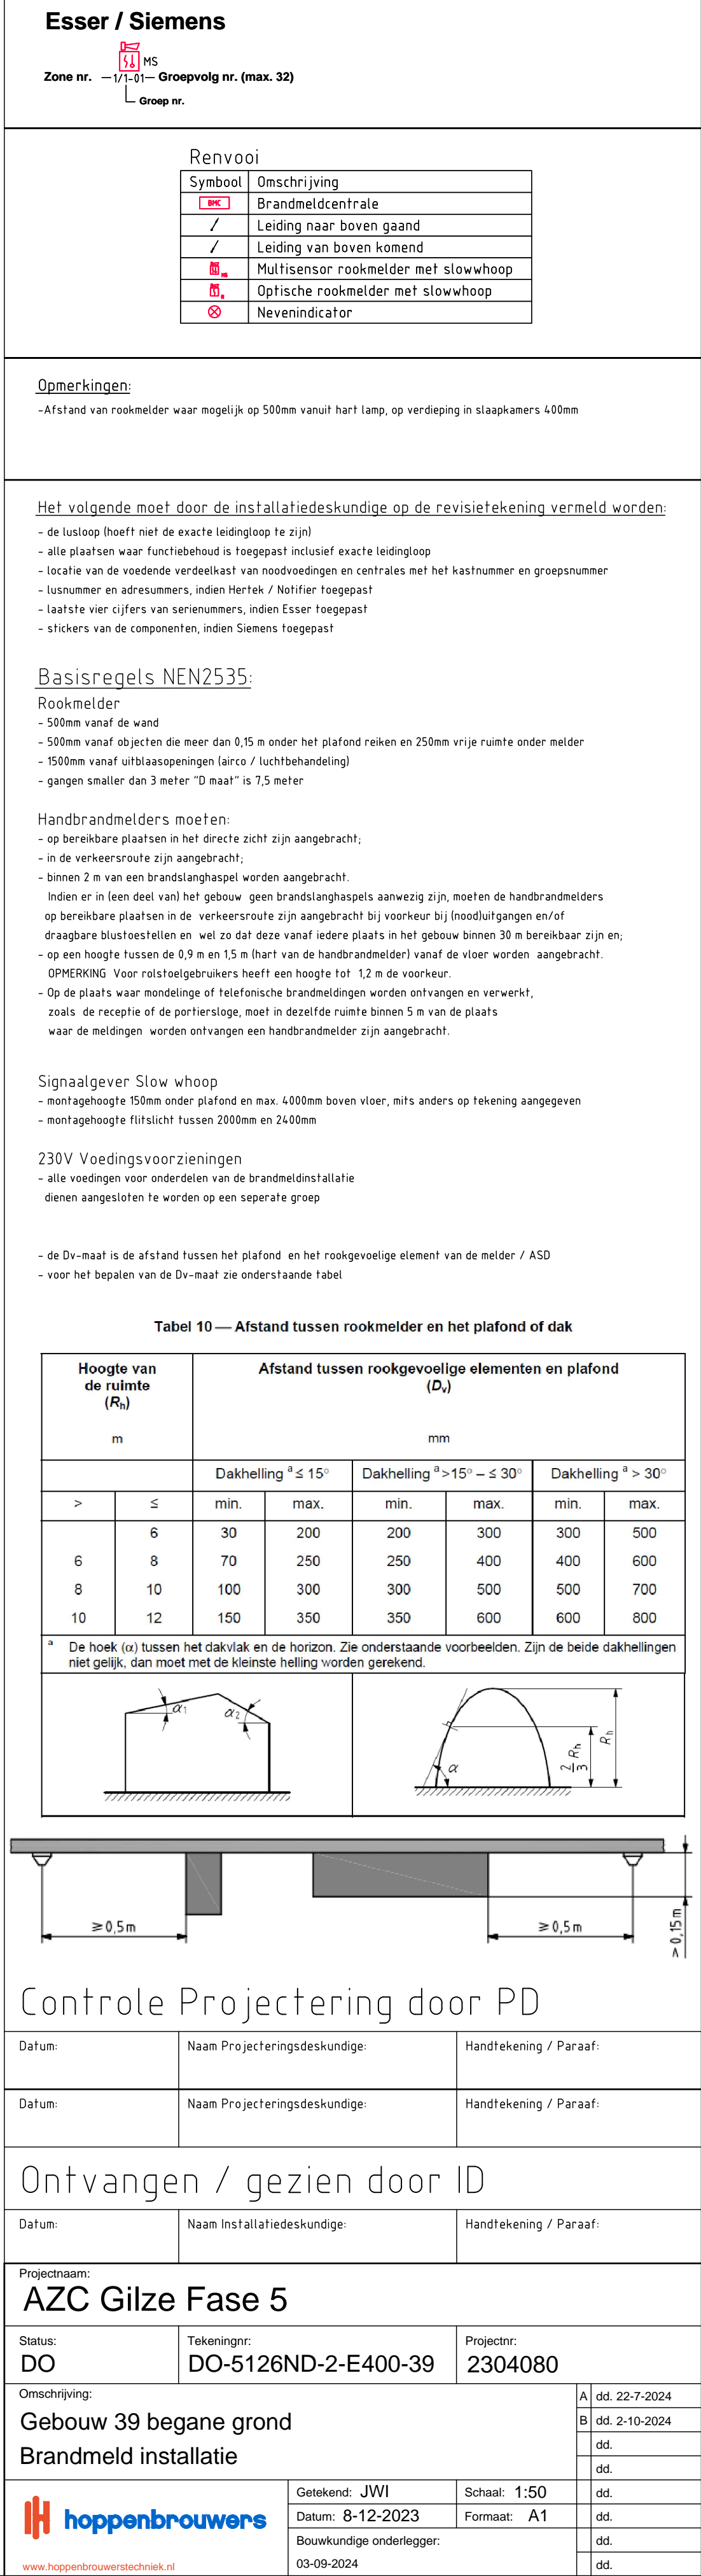 Esser / Siemens
MS
Zone nr. 1/1-01 Groepvolg nr. (max. 32)
Groep nr.
Renvooi
Symbool Omschrijving
BMC Brandmeldcentrale
Leiding naar boven gaand
Leiding van boven komend
Multisensor rookmelder met slowwhoop
Optische rookmelder met slowwhoop
Nevenindicator
Opmerkingen:
-Afstand van rookmelder waar mogelijk op 500mm vanuit hart lamp, op verdieping in slaapkamers 400mm
Het volgende moet door de installatiedeskundige op de revisietekening vermeld worden:
- de lusloop (hoeft niet de exacte leidingloop te zijn)
- alle plaatsen waar functiebehoud is toegepast inclusief exacte leidingloop
- locatie van de voedende verdeelkast van noodvoedingen en centrales met het kastnummer en groepsnummer
- lusnummer en adresummers, indien Hertek / Notifier toegepast
- laatste vier cijfers van serienummers, indien Esser toegepast
- stickers van de componenten, indien Siemens toegepast
Basisregels NEN2535:
Rookmelder
- 500mm vanaf de wand
- 500mm vanaf objecten die meer dan 0,15 m onder het plafond reiken en 250mm vrije ruimte onder melder
- 1500mm vanaf uitblaasopeningen (airco / luchtbehandeling)
- gangen smaller dan 3 meter "D maat" is 7,5 meter
Handbrandmelders moeten:
- op bereikbare plaatsen in het directe zicht zijn aangebracht;
- in de verkeersroute zijn aangebracht;
- binnen 2 m van een brandslanghaspel worden aangebracht.
Indien er in (een deel van) het gebouw geen brandslanghaspels aanwezig zijn, moeten de handbrandmelders
op bereikbare plaatsen in de verkeersroute zijn aangebracht bij voorkeur bij (nood)uitgangen en/of
draagbare blustoestellen en wel zo dat deze vanaf iedere plaats in het gebouw binnen 30 m bereikbaar zijn en;
- op een hoogte tussen de 0,9 m en 1,5 m (hart van de handbrandmelder) vanaf de vloer worden aangebracht.
OPMERKING Voor rolstoelgebruikers heeft een hoogte tot 1,2 m de voorkeur.
- Op de plaats waar mondelinge of telefonische brandmeldingen worden ontvangen en verwerkt,
zoals de receptie of de portiersloge, moet in dezelfde ruimte binnen 5 m van de plaats
waar de meldingen worden ontvangen een handbrandmelder zijn aangebracht.
Signaalgever Slow whoop
- montagehoogte 150mm onder plafond en max. 4000mm boven vloer, mits anders op tekening aangegeven
- montagehoogte flitslicht tussen 2000mm en 2400mm
230V Voedingsvoorzieningen
- alle voedingen voor onderdelen van de brandmeldinstallatie
dienen aangesloten te worden op een seperate groep
- de Dv-maat is de afstand tussen het plafond en het rookgevoelige element van de melder / ASD
- voor het bepalen van de Dv-maat zie onderstaande tabel
Tabel 10 — Afstand tussen rookmelder en het plafond of dak
Hoogte van Afstand tussen rookgevoelige elementen en plafond
de ruimte (Dv)
(Rh)
m mm
Dakhelling a ≤ 15° Dakhelling a >15° – ≤ 30° Dakhelling a > 30°
> ≤ min. max. min. max. min. max.
6 30 200 200 300 300 500
6 8 70 250 250 400 400 600
8 10 100 300 300 500 500 700
10 12 150 350 350 600 600 800
a De hoek (α) tussen het dakvlak en de horizon. Zie onderstaande voorbeelden. Zijn de beide dakhellingen
niet gelijk, dan moet met de kleinste helling worden gerekend.
α1 α2 α 2/3 Rh Rh
≥ 0,5 m ≥ 0,5 m > 0,15 m
Controle Projectering door PD
Datum: Naam Projecteringsdeskundige: Handtekening / Paraaf:
Datum: Naam Projecteringsdeskundige: Handtekening / Paraaf:
Ontvangen / gezien door ID
Datum: Naam Installatiedeskundige: Handtekening / Paraaf:
Projectnaam:
AZC Gilze Fase 5
Status: Tekeningnr: Projectnr:
DO DO-5126ND-2-E400-39 2304080
Omschrijving:
A dd. 22-7-2024
Gebouw 39 begane grond
B dd. 2-10-2024
dd.
Brandmeld installatie
dd.
Getekend: JWI Schaal: 1:50 dd.
hoppenbrouwers
Datum: 8-12-2023 Formaat: A1 dd.
Bouwkundige onderlegger: dd.
www.hoppenbrouwerstechniek.nl 03-09-2024 dd.